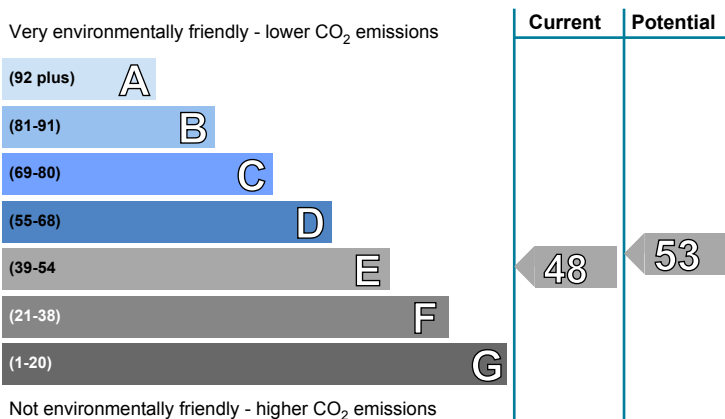 Very environmentally friendly - lower CO2 emissions
Current
Potential
(92 plus) A
(81-91) B
(69-80) C
(55-68) D
(39-54 E
48
53
(21-38) F
(1-20) G
Not environmentally friendly - higher CO2 emissions